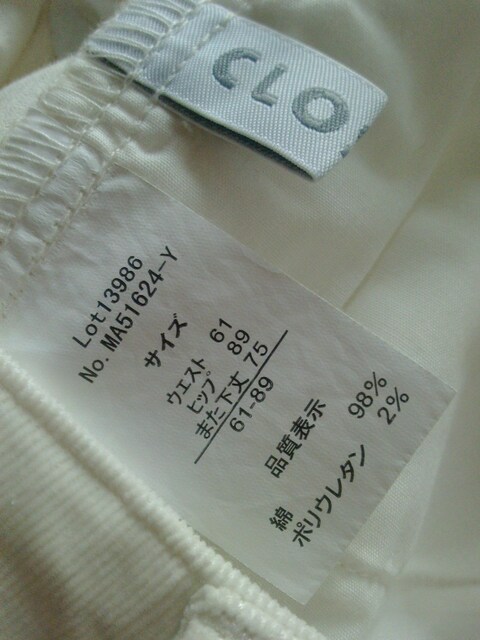 CLO
Lot13986
No. MA51624-Y
サイズ
ウエスト 61
ヒップ 89
また下丈 75
61-89
品質表示
綿 98%
ポリウレタン 2%